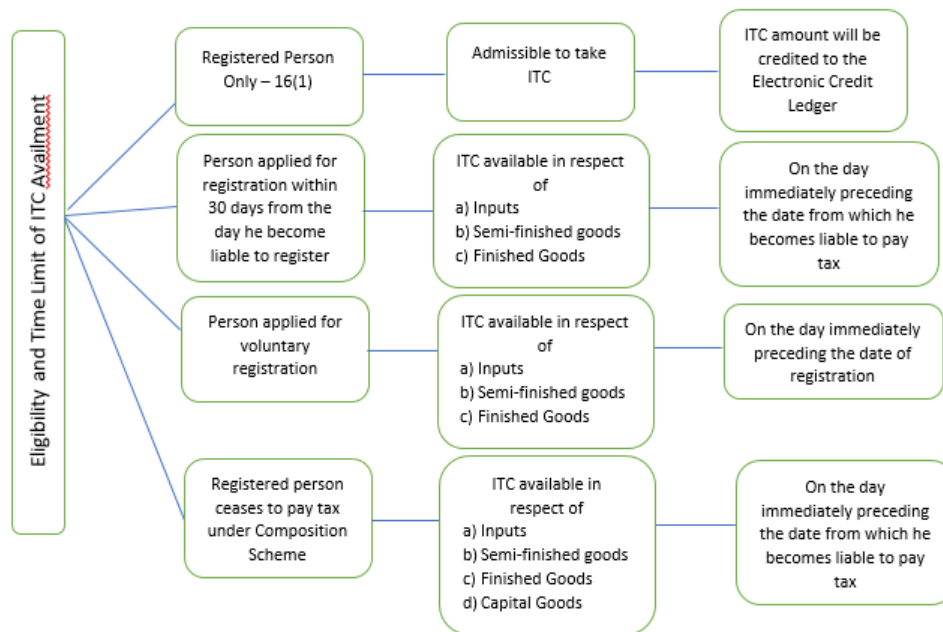 Eligibility and Time Limit of ITC Availment
Registered Person
Only – 16(1)
Admissible to take
ITC
ITC amount will be
credited to the
Electronic Credit
Ledger
Person applied for
registration within
30 days from the
day he become
liable to register
ITC available in respect
of
a) Inputs
b) Semi-finished goods
c) Finished Goods
On the day
immediately preceding
the date from which he
becomes liable to pay
tax
Person applied for
voluntary
registration
ITC available in respect
of
a) Inputs
b) Semi-finished goods
c) Finished Goods
On the day immediately
preceding the date of
registration
Registered person
ceases to pay tax
under Composition
Scheme
ITC available in
respect of
a) Inputs
b) Semi-finished goods
c) Finished Goods
d) Capital Goods
On the day
immediately preceding
the date from which he
becomes liable to pay
tax